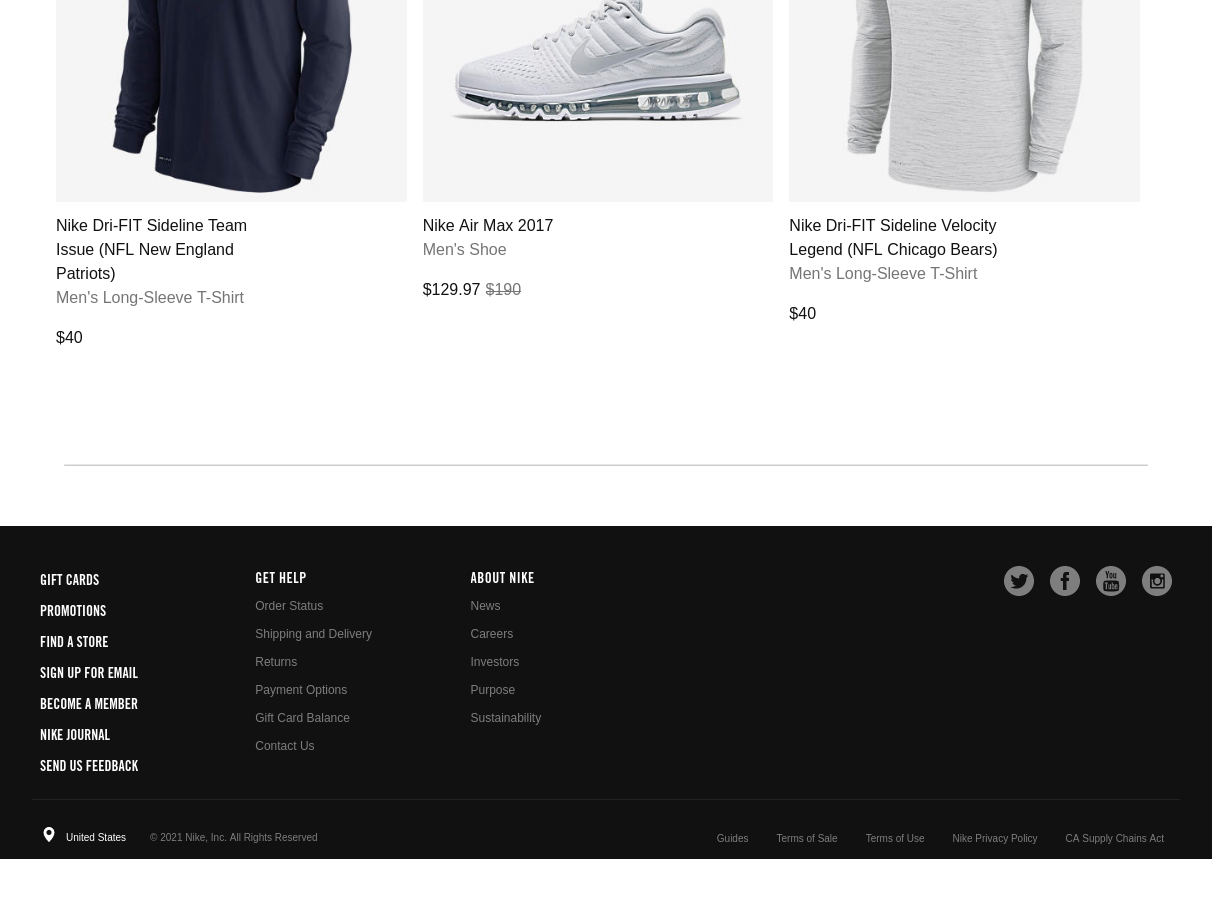 Nike Dri-FIT Sideline Team
Issue (NFL New England
Patriots)
Men's Long-Sleeve T-Shirt
$40
Nike Air Max 2017
Men's Shoe
$129.97 $190
Nike Dri-FIT Sideline Velocity
Legend (NFL Chicago Bears)
Men's Long-Sleeve T-Shirt
$40
GIFT CARDS
PROMOTIONS
FIND A STORE
SIGN UP FOR EMAIL
BECOME A MEMBER
NIKE JOURNAL
SEND US FEEDBACK
GET HELP
Order Status
Shipping and Delivery
Returns
Payment Options
Gift Card Balance
Contact Us
ABOUT NIKE
News
Careers
Investors
Purpose
Sustainability
You
Tube
United States
© 2021 Nike, Inc. All Rights Reserved
Guides
Terms of Sale
Terms of Use
Nike Privacy Policy
CA Supply Chains Act